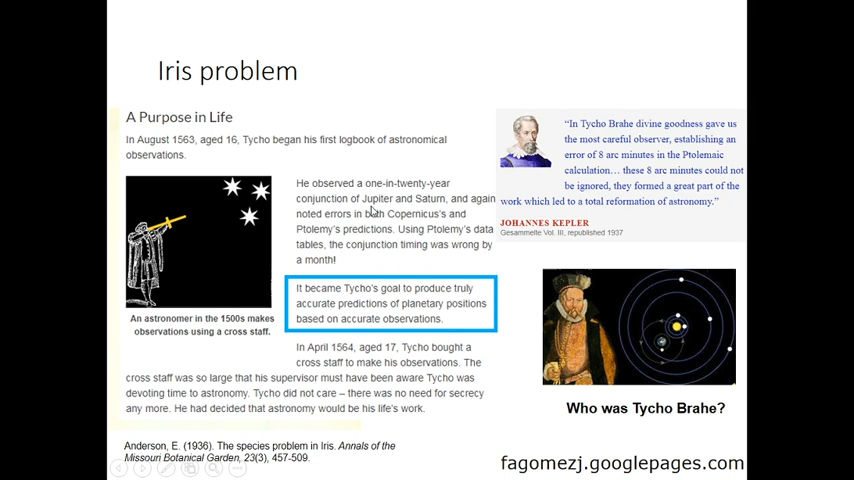 Iris problem
A Purpose in Life
In August 1563, aged 16, Tycho began his first logbook of astronomical
observations.
He observed a one-in-twenty-year
conjunction of Jupiter and Saturn, and again
noted errors in both Copernicus's and
Ptolemy's predictions. Using Ptolemy's data
tables, the conjunction timing was wrong by
a month!
An astronomer in the 1500s makes
observations using a cross staff.
It became Tycho's goal to produce truly
accurate predictions of planetary positions
based on accurate observations.
In April 1564, aged 17, Tycho bought a
cross staff to make his observations. The
cross staff was so large that his supervisor must have been aware Tycho was
devoting time to astronomy. Tycho did not care – there was no need for secrecy
any more. He had decided that astronomy would be his life's work.
Anderson, E. (1936). The species problem in Iris. Annals of the
Missouri Botanical Garden, 23(3), 457-509.
“In Tycho Brahe divine goodness gave us
the most careful observer, establishing an
error of 8 arc minutes in the Ptolemaic
calculation… these 8 arc minutes could not
be ignored, they formed a great part of the
work which led to a total reformation of astronomy.”
JOHANNES KEPLER
Gesammelte Vol. III, republished 1937
Who was Tycho Brahe?
fagomezj.googlepages.com